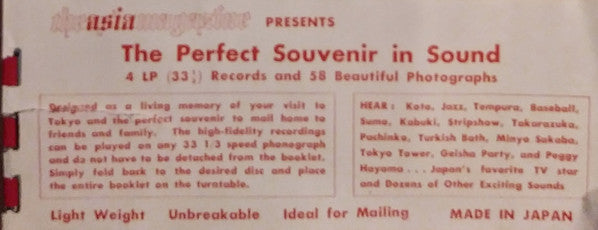 the asia magazine PRESENTS
The Perfect Souvenir in Sound
4 LP (33⅓) Records and 58 Beautiful Photographs
Designed as a living memory of your visit to
Tokyo and the perfect souvenir to mail home to
friends and family. The high-fidelity recordings
can be played on any 33 1/3 speed phonograph
and do not have to be detached from the booklet.
Simply fold back to the desired disc and place
the entire booklet on the turntable.
HEAR: Koto, Jazz, Tempura, Baseball,
Sumo, Kabuki, Stripshow, Takarazuka,
Pachinko, Turkish Bath, Minyo Sakaba,
Tokyo Tower, Geisha Party, and Peggy
Hayama...Japan's favorite TV star
and Dozens of Other Exciting Sounds
Light Weight Unbreakable Ideal for Mailing MADE IN JAPAN